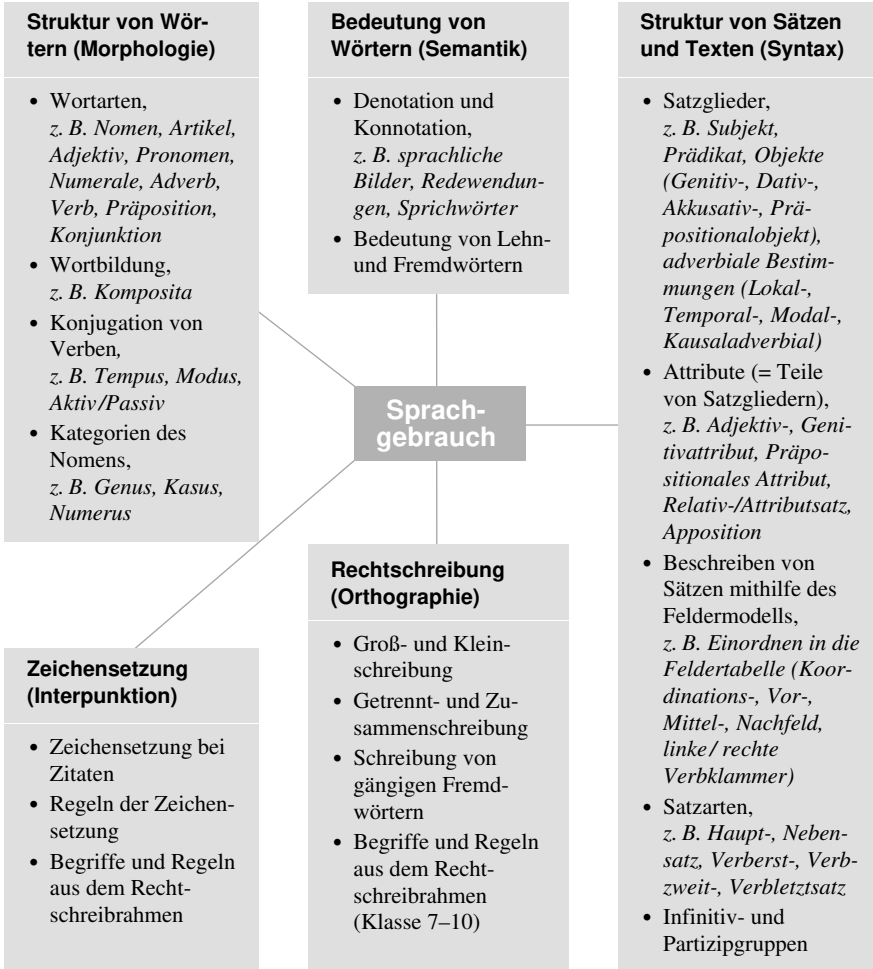 Struktur von Wör-
tern (Morphologie)
• Wortarten,
z. B. Nomen, Artikel,
Adjektiv, Pronomen,
Numerale, Adverb,
Verb, Präposition,
Konjunktion
• Wortbildung,
z. B. Komposita
• Konjugation von
Verben,
z. B. Tempus, Modus,
Aktiv/Passiv
• Kategorien des
Nomens,
z. B. Genus, Kasus,
Numerus
Bedeutung von
Wörtern (Semantik)
• Denotation und
Konnotation,
z. B. sprachliche
Bilder, Redewendun-
gen, Sprichwörter
• Bedeutung von Lehn-
und Fremdwörtern
Struktur von Sätzen
und Texten (Syntax)
• Satzglieder,
z. B. Subjekt,
Prädikat, Objekte
(Genitiv-, Dativ-,
Akkusativ-, Prä-
positionalobjekt),
adverbiale Bestim-
mungen (Lokal-,
Temporal-, Modal-,
Kausaladverbial)
• Attribute (= Teile
von Satzgliedern),
z. B. Adjektiv-, Geni-
tivattribut, Präpo-
sitionales Attribut,
Relativ-/Attributsatz,
Apposition
• Beschreiben von
Sätzen mithilfe des
Feldermodells,
z. B. Einordnen in die
Feldertabelle (Koor-
dinations-, Vor-,
Mittel-, Nachfeld,
linke / rechte
Verbklammer)
• Satzarten,
z. B. Haupt-, Neben-
satz, Verberst-, Verb-
zweit-, Verbletztsatz
• Infinitiv- und
Partizipgruppen
Sprach-
gebrauch
Zeichensetzung
(Interpunktion)
• Zeichensetzung bei
Zitaten
• Regeln der Zeichen-
setzung
• Begriffe und Regeln
aus dem Recht-
schreibrahmen
Rechtschreibung
(Orthographie)
• Groß- und Klein-
schreibung
• Getrennt- und Zu-
sammenschreibung
• Schreibung von
gängigen Fremd-
wörtern
• Begriffe und Regeln
aus dem Recht-
schreibrahmen
(Klasse 7–10)